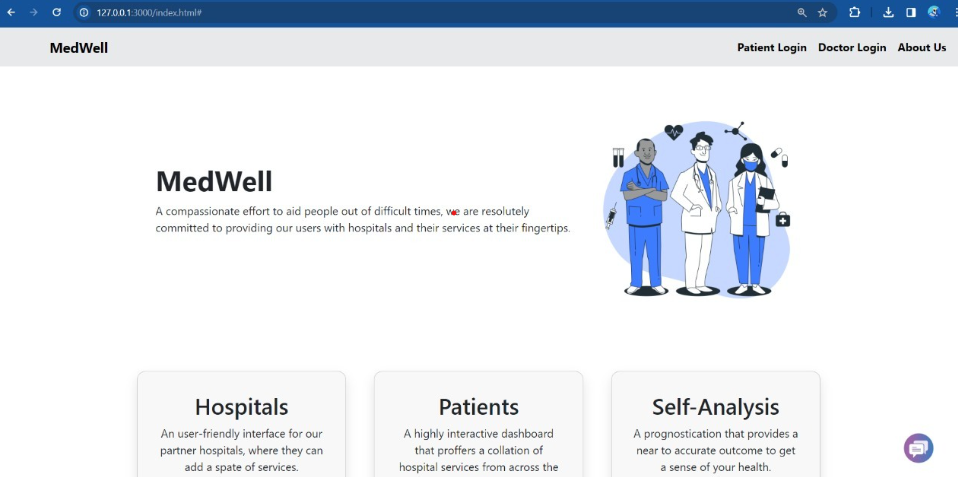 127.0.0.1:3000/index.html#
MedWell
Patient Login Doctor Login About Us
MedWell
A compassionate effort to aid people out of difficult times, we are resolutely
committed to providing our users with hospitals and their services at their fingertips.
Hospitals
An user-friendly interface for our
partner hospitals, where they can
add a spate of services.
Patients
A highly interactive dashboard
that proffers a collation of
hospital services from across the
Self-Analysis
A prognostication that provides a
near to accurate outcome to get
a sense of your health.